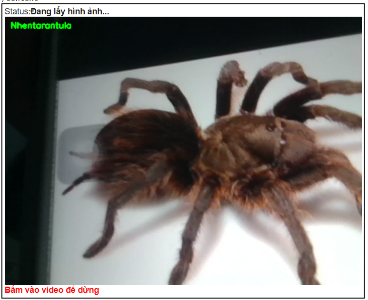 Status:Đang lấy hình ảnh...
Nhentarantula
Bấm vào video để dừng